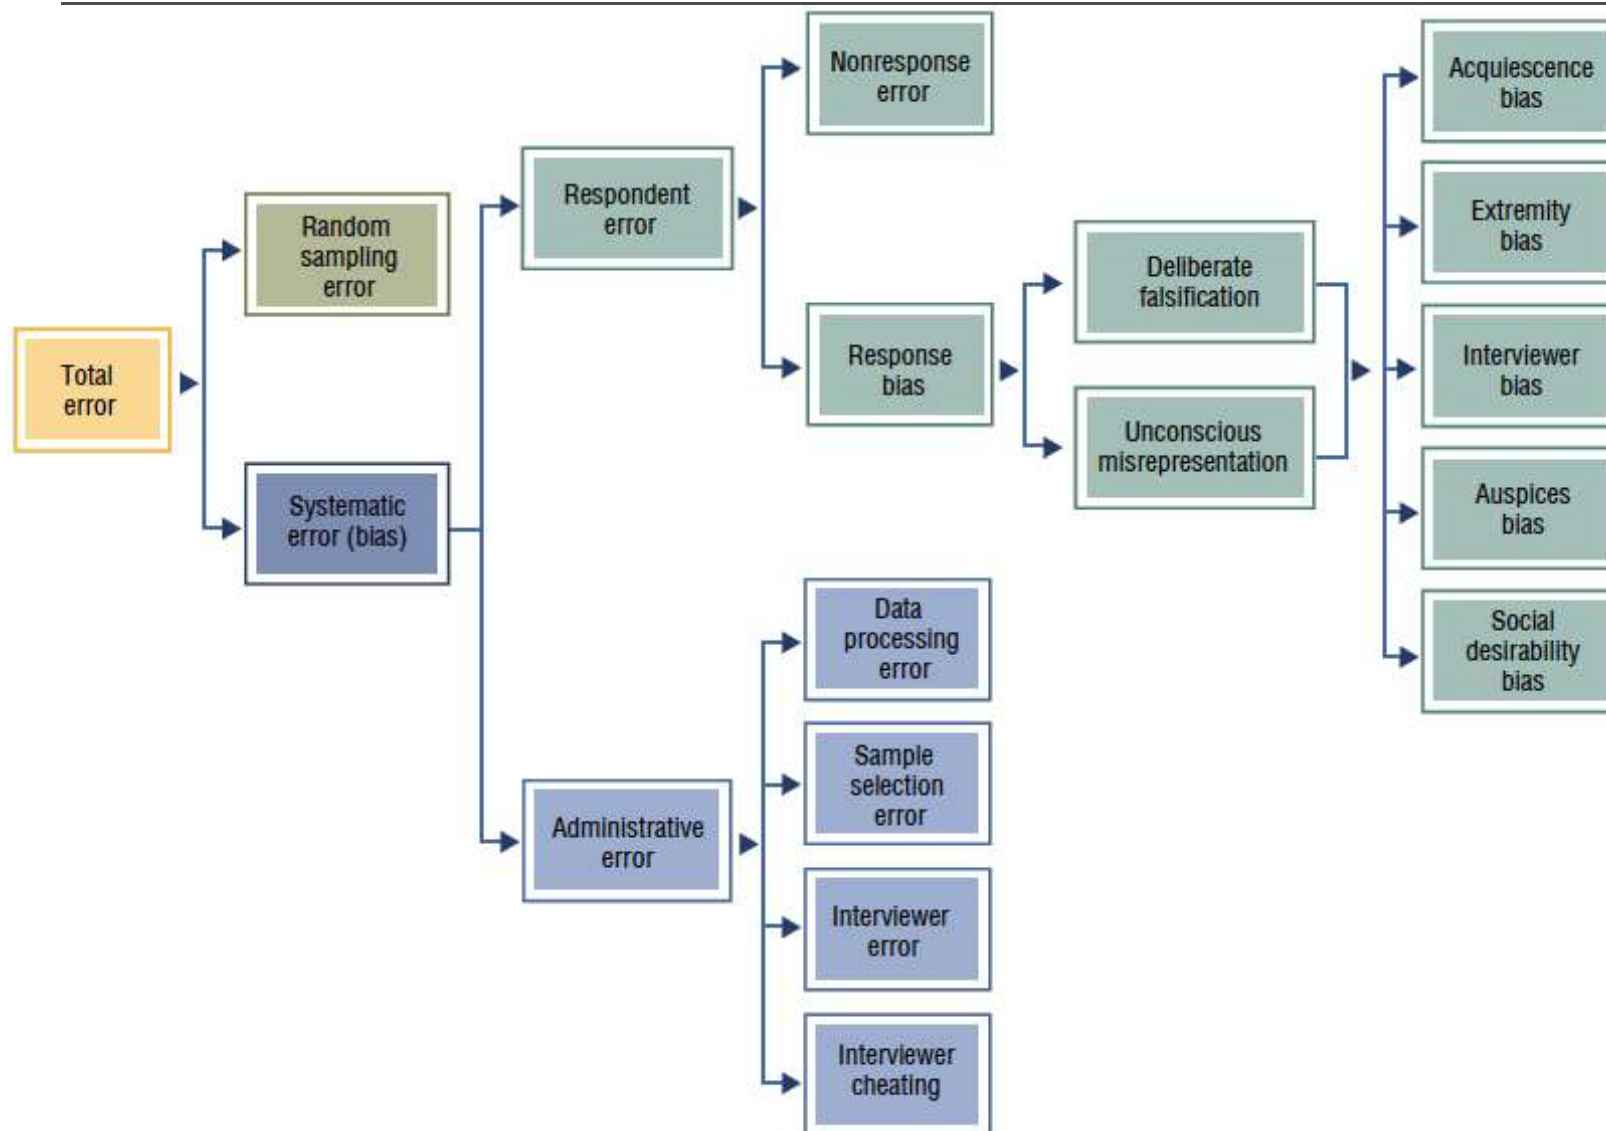 Total
error
Random
sampling
error
Systematic
error (bias)
Respondent
error
Administrative
error
Nonresponse
error
Response
bias
Data
processing
error
Sample
selection
error
Interviewer
error
Interviewer
cheating
Deliberate
falsification
Unconscious
misrepresentation
Acquiescence
bias
Extremity
bias
Interviewer
bias
Auspices
bias
Social
desirability
bias